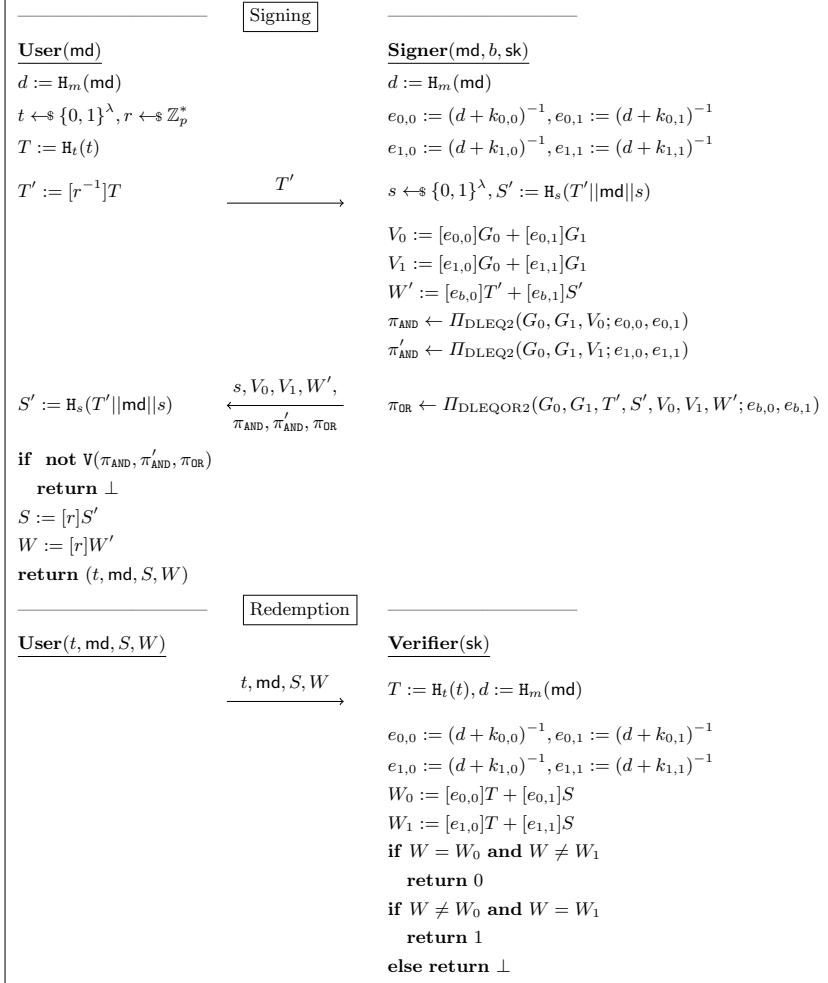 Signing
User(md) Signer(md, b, sk)
d := H_m(md) d := H_m(md)
t ←$ {0, 1}^λ, r ←$ ℤ_p^* e_{0,0} := (d + k_{0,0})^{-1}, e_{0,1} := (d + k_{0,1})^{-1}
T := H_t(t) e_{1,0} := (d + k_{1,0})^{-1}, e_{1,1} := (d + k_{1,1})^{-1}
T' := [r^{-1}]T T' s ←$ {0, 1}^λ, S' := H_s(T'||md||s)
V_0 := [e_{0,0}]G_0 + [e_{0,1}]G_1
V_1 := [e_{1,0}]G_0 + [e_{1,1}]G_1
W' := [e_{b,0}]T' + [e_{b,1}]S'
π_AND ← Π_DLEQ2(G_0, G_1, V_0; e_{0,0}, e_{0,1})
π'_AND ← Π_DLEQ2(G_0, G_1, V_1; e_{1,0}, e_{1,1})
s, V_0, V_1, W',
S' := H_s(T'||md||s) π_OR ← Π_DLEQOR2(G_0, G_1, T', S', V_0, V_1, W'; e_{b,0}, e_{b,1})
π_AND, π'_AND, π_OR
if not V(π_AND, π'_AND, π_OR)
return ⊥
S := [r]S'
W := [r]W'
return (t, md, S, W)
Redemption
User(t, md, S, W) Verifier(sk)
t, md, S, W T := H_t(t), d := H_m(md)
e_{0,0} := (d + k_{0,0})^{-1}, e_{0,1} := (d + k_{0,1})^{-1}
e_{1,0} := (d + k_{1,0})^{-1}, e_{1,1} := (d + k_{1,1})^{-1}
W_0 := [e_{0,0}]T + [e_{0,1}]S
W_1 := [e_{1,0}]T + [e_{1,1}]S
if W = W_0 and W ≠ W_1
return 0
if W ≠ W_0 and W = W_1
return 1
else return ⊥